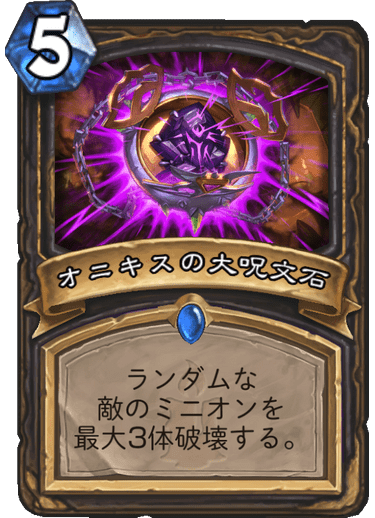 5
オニキスの大呪文石
ランダムな
敵のミニオンを
最大3体破壊する。